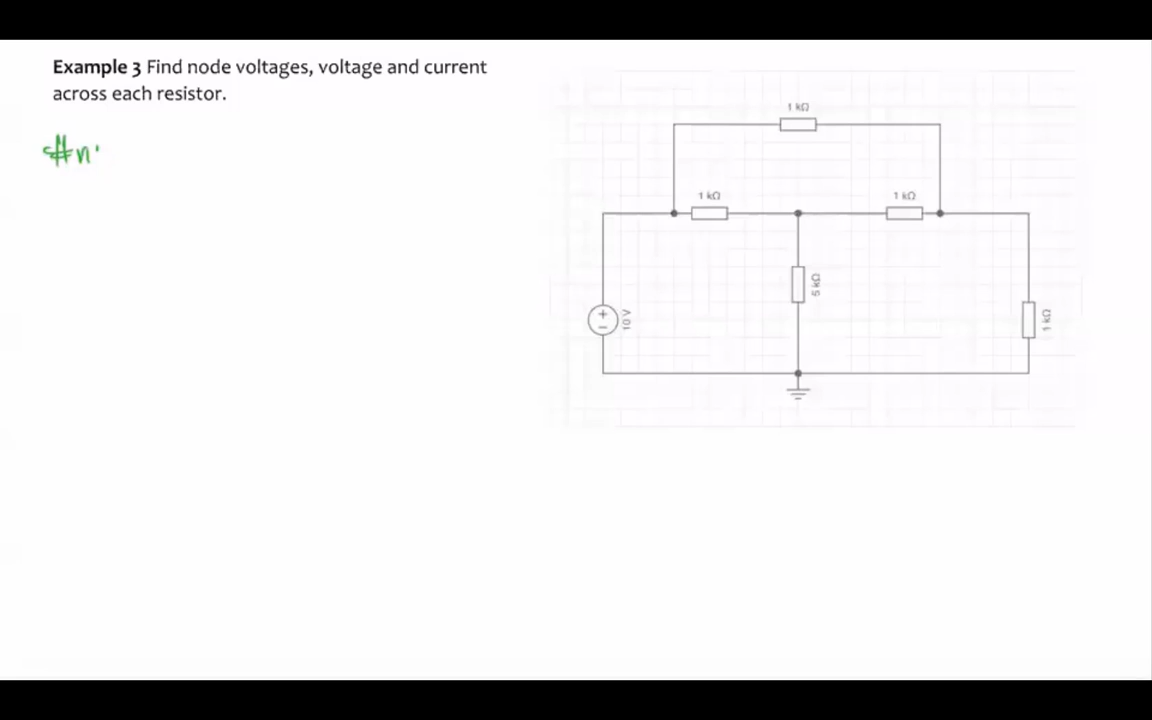 Example 3 Find node voltages, voltage and current
across each resistor.
#n
1 kΩ
1 kΩ
1 kΩ
5 kΩ
10 V
1 kΩ